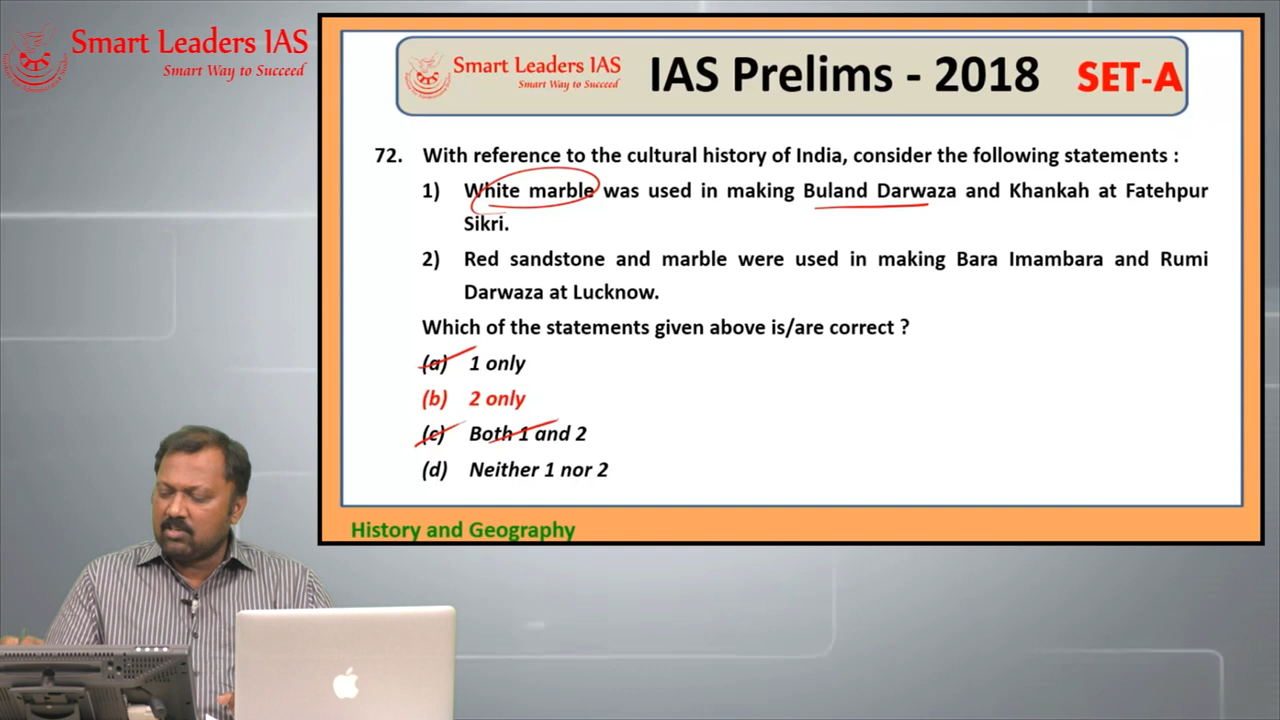 Smart Leaders IAS
Smart Way to Succeed
Smart Leaders IAS
Smart Way to Succeed
IAS Prelims - 2018 SET-A
72. With reference to the cultural history of India, consider the following statements :
1) White marble was used in making Buland Darwaza and Khankah at Fatehpur
Sikri.
2) Red sandstone and marble were used in making Bara Imambara and Rumi
Darwaza at Lucknow.
Which of the statements given above is/are correct ?
(a) 1 only
(b) 2 only
(c) Both 1 and 2
(d) Neither 1 nor 2
History and Geography